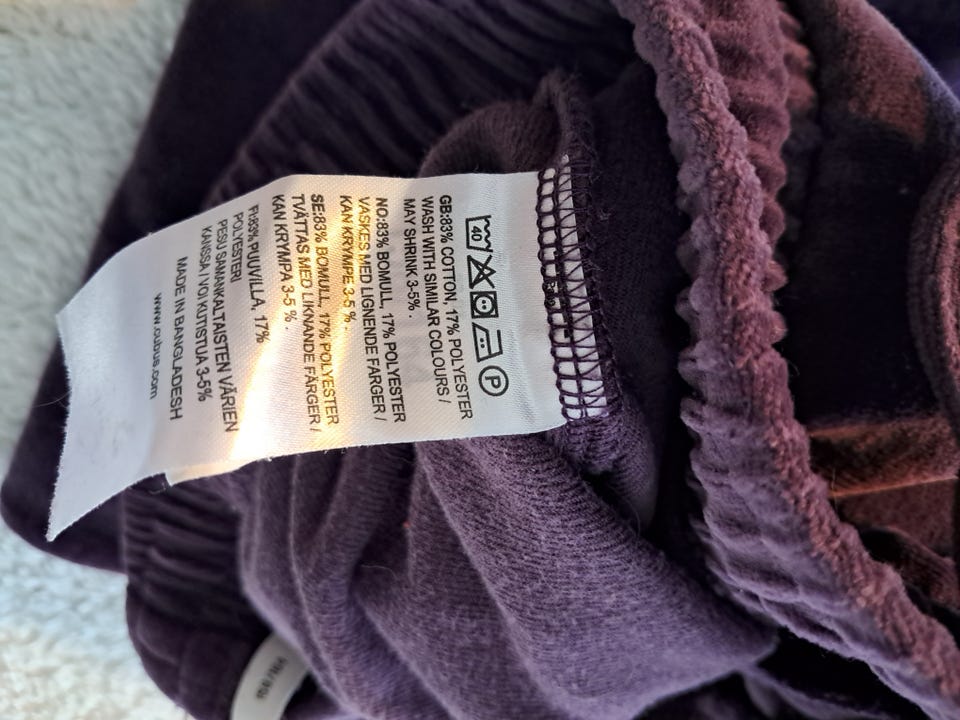 40 P
GB:83% COTTON, 17% POLYESTER
WASH WITH SIMILAR COLOURS /
MAY SHRINK 3-5% .
NO:83% BOMULL, 17% POLYESTER
VASKES MED LIGNENDE FARGER /
KAN KRYMPE 3-5 % .
SE:83% BOMULL, 17% POLYESTER
TVÄTTAS MED LIKNANDE FÄRGER /
KAN KRYMPA 3-5 % .
FI:83% PUUVILLA, 17%
POLYESTERI
PESU SAMANKALTAISTEN VÄRIEN
KANSSA / VOI KUTISTUA 3-5%
MADE IN BANGLADESH
www.cubus.com